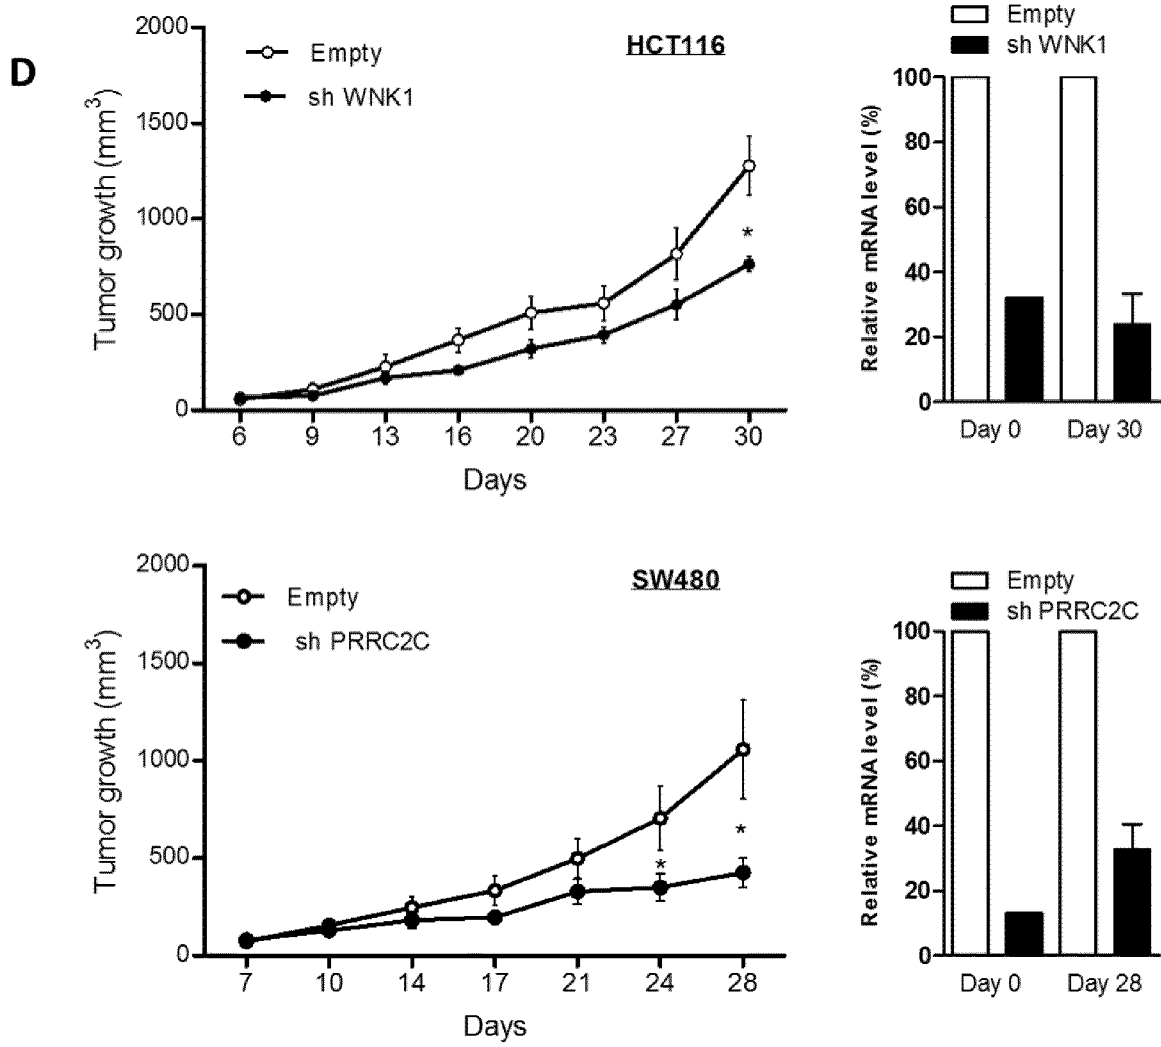 D
HCT116
Empty
sh WNK1
Tumor growth (mm³)
2000
1500
1000
500
0
*
6 9 13 16 20 23 27 30
Days
Empty
sh WNK1
Relative mRNA level (%)
100
80
60
40
20
0
Day 0 Day 30
SW480
Empty
sh PRRC2C
Tumor growth (mm³)
2000
1500
1000
500
0
* *
7 10 14 17 21 24 28
Days
Empty
sh PRRC2C
Relative mRNA level (%)
100
80
60
40
20
0
Day 0 Day 28